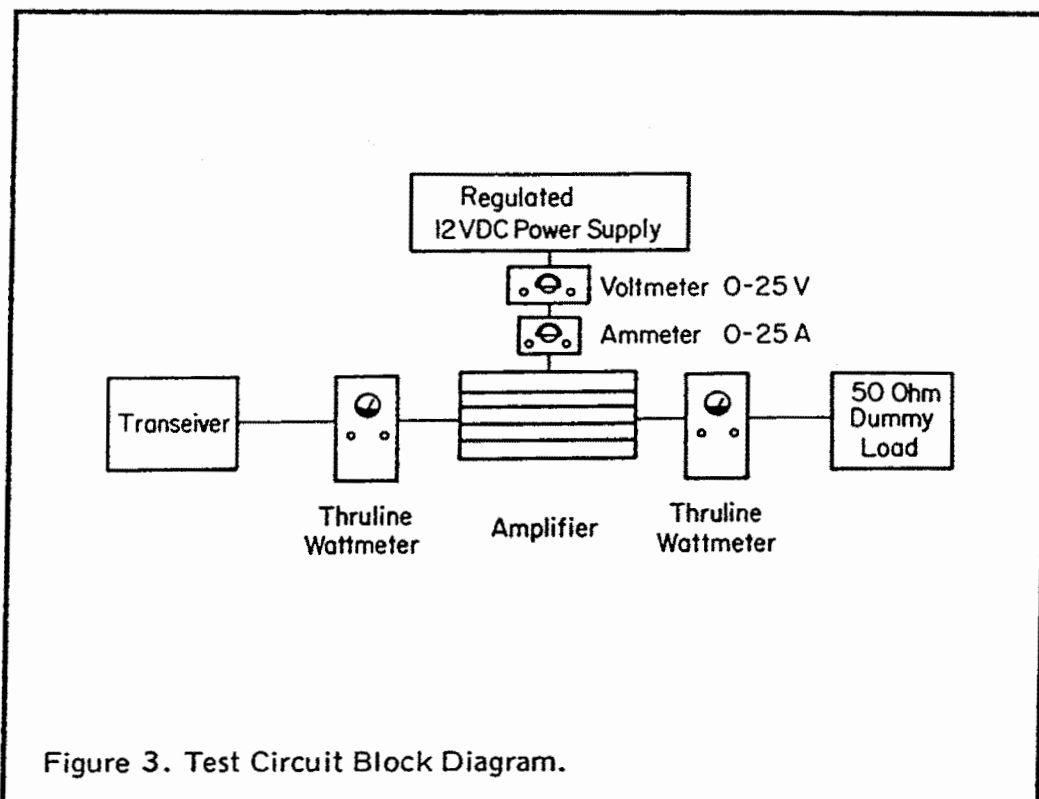 Regulated
12VDC Power Supply
Voltmeter 0-25 V
Ammeter 0-25 A
Transeiver
50 Ohm
Dummy
Load
Thruline
Wattmeter
Amplifier
Thruline
Wattmeter
Figure 3. Test Circuit Block Diagram.